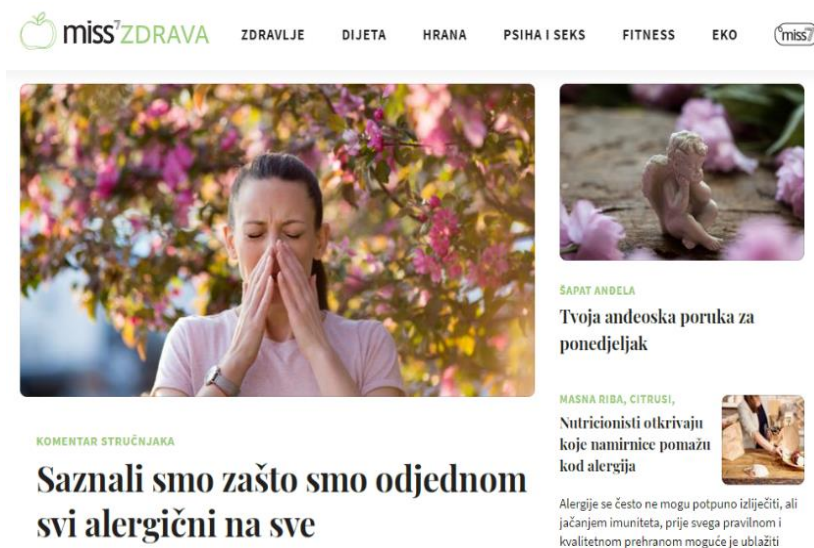 miss7ZDRAVA ZDRAVLJE DIJETA HRANA PSIHA I SEKS FITNESS EKO miss7
KOMENTAR STRUČNJAKA
Saznali smo zašto smo odjednom
svi alergični na sve
ŠAPAT ANĐELA
Tvoja anđeoska poruka za
ponedjeljak
MASNA RIBA, CITRUSI,
Nutricionisti otkrivaju
koje namirnice pomažu
kod alergija
Alergije se često ne mogu potpuno izliječiti, ali
jačanjem imuniteta, prije svega pravilnom i
kvalitetnom prehranom moguće je ublažiti